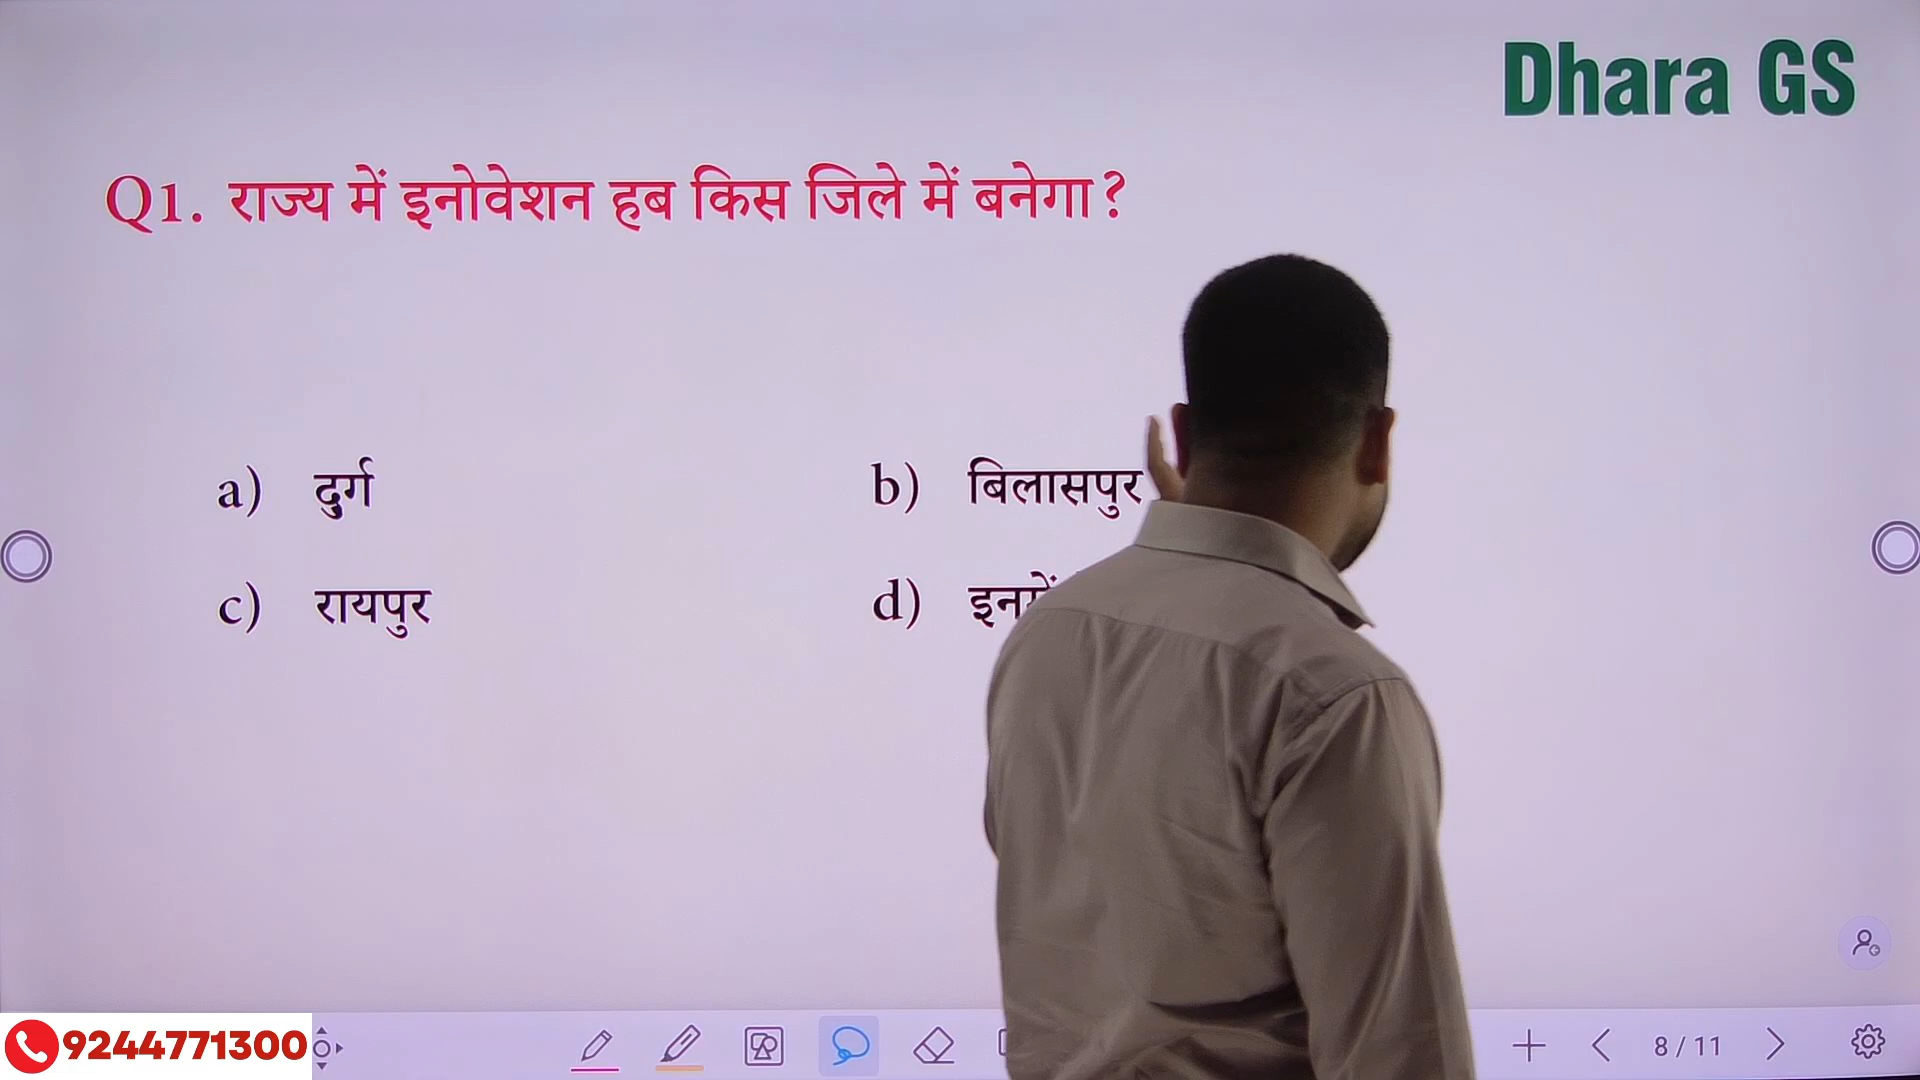 Dhara GS
Q1. राज्य में इनोवेशन हब किस जिले में बनेगा?
a) दुर्ग
b) बिलासपुर
c) रायपुर
d)
9244771300
8/11